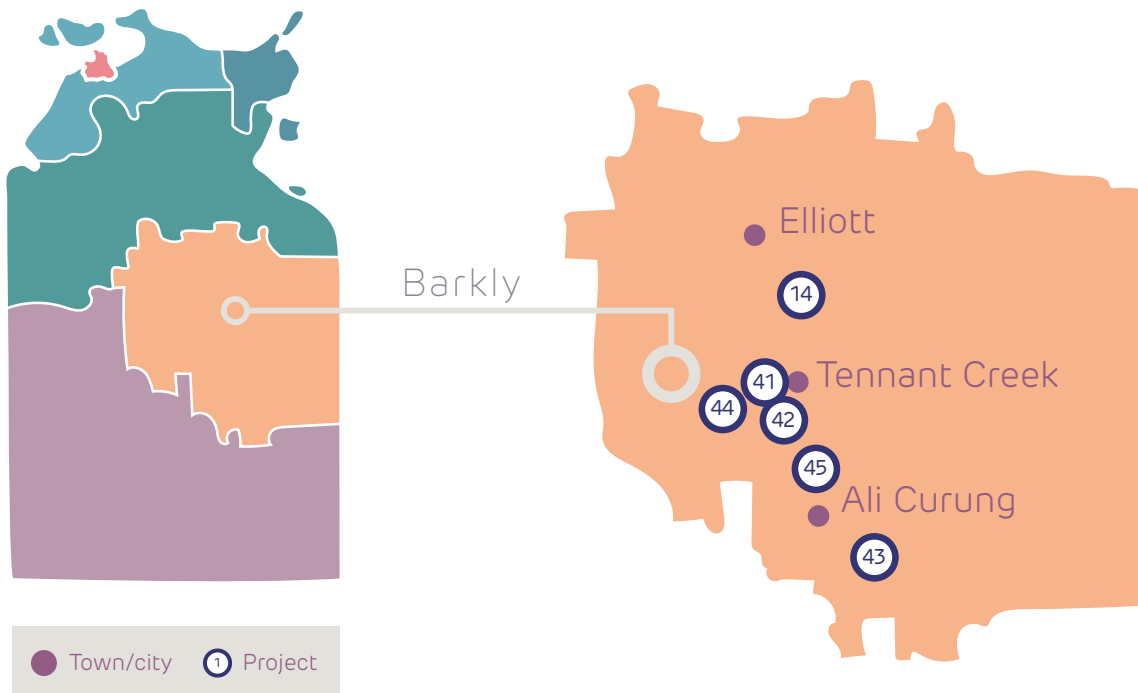 Elliott
Barkly
14
Tennant Creek
41
44
42
45
Ali Curung
43
Town/city
1
Project